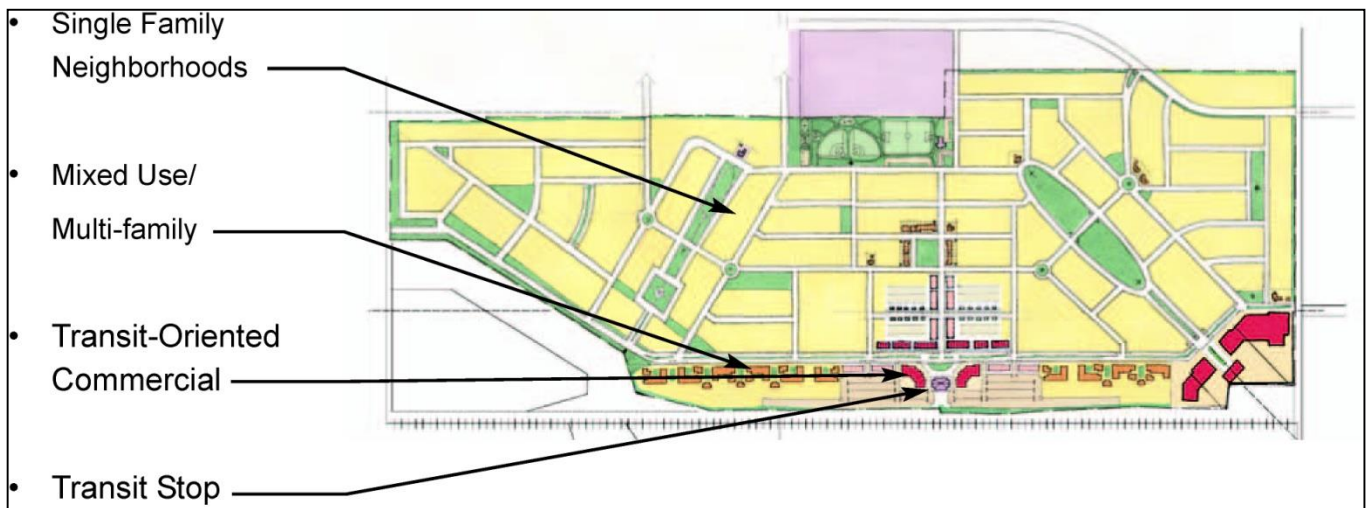 • Single Family
Neighborhoods
• Mixed Use/
Multi-family
• Transit-Oriented
Commercial
• Transit Stop